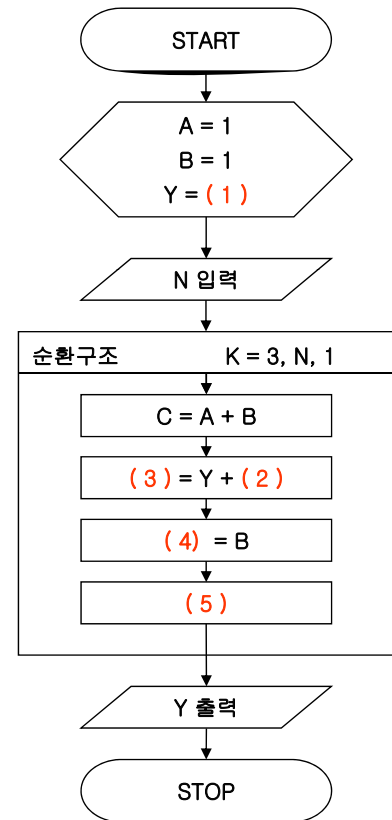 START
A = 1
B = 1
Y = ( 1 )
N 입력
순환구조 K = 3, N, 1
C = A + B
( 3 ) = Y + ( 2 )
( 4 ) = B
( 5 )
Y 출력
STOP